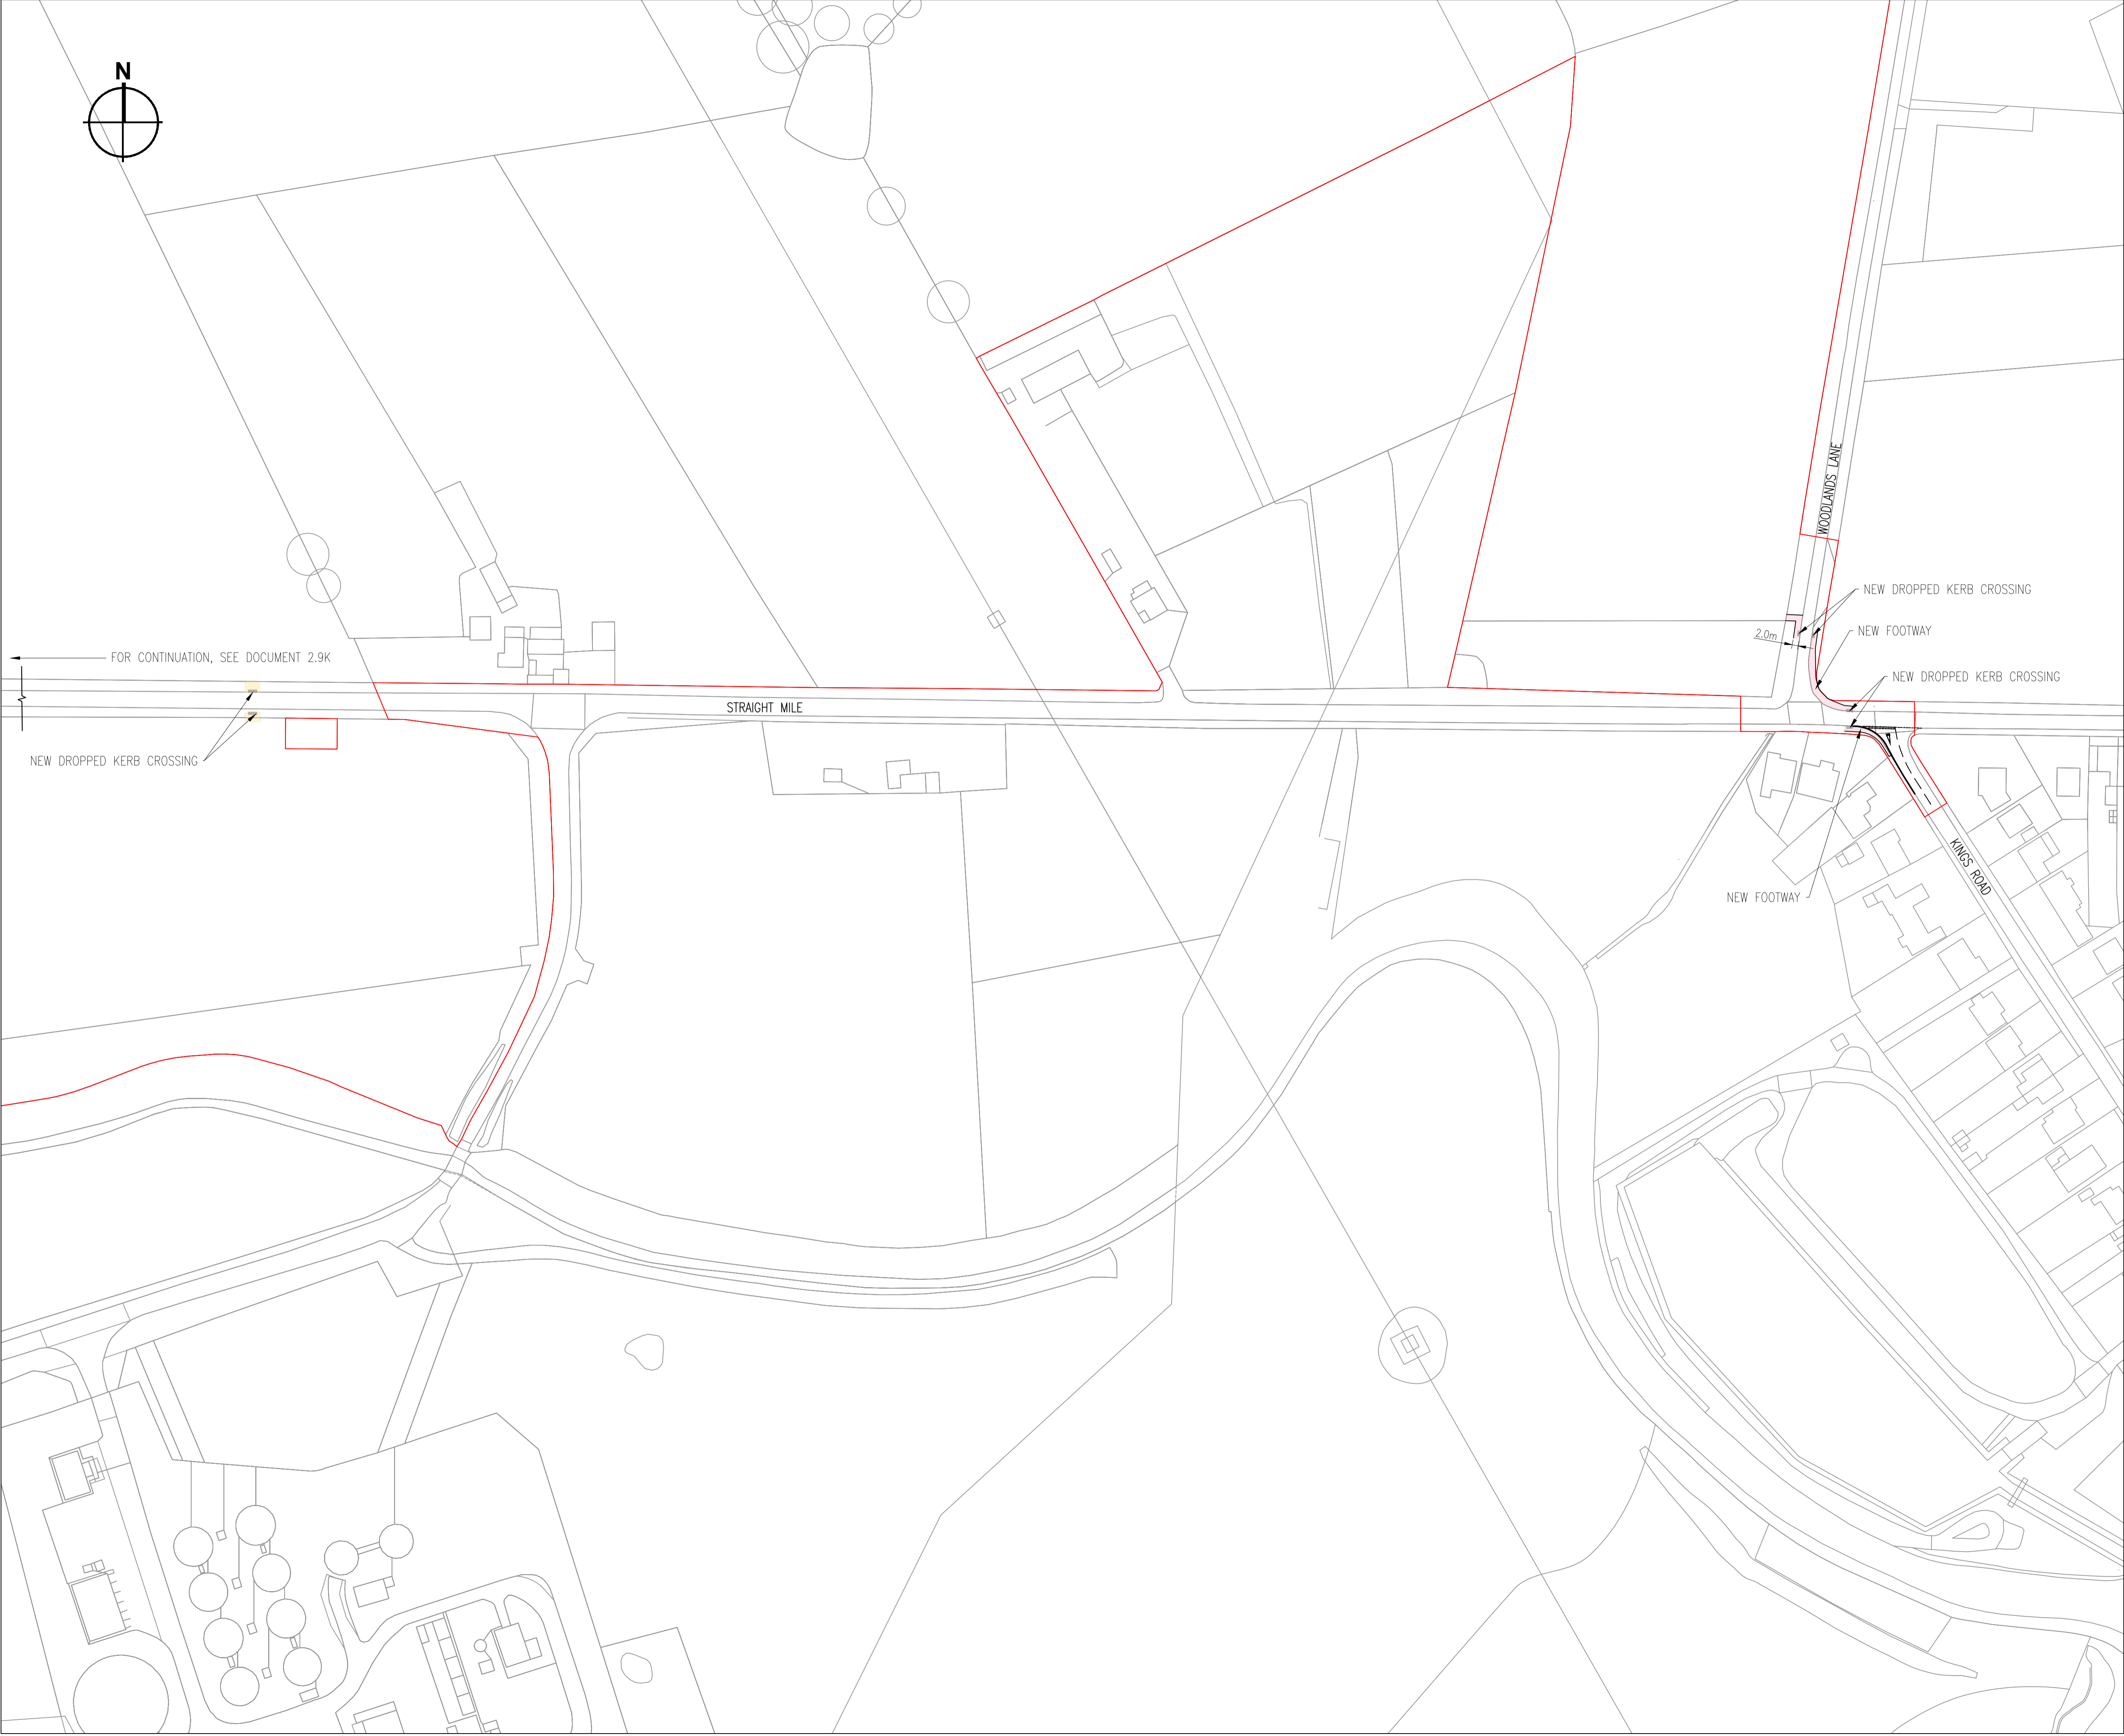 N
WOODLANDS LANE
NEW DROPPED KERB CROSSING
2.0m
NEW FOOTWAY
FOR CONTINUATION, SEE DOCUMENT 2.9K
NEW DROPPED KERB CROSSING
STRAIGHT MILE
NEW DROPPED KERB CROSSING
KINGS ROAD
NEW FOOTWAY